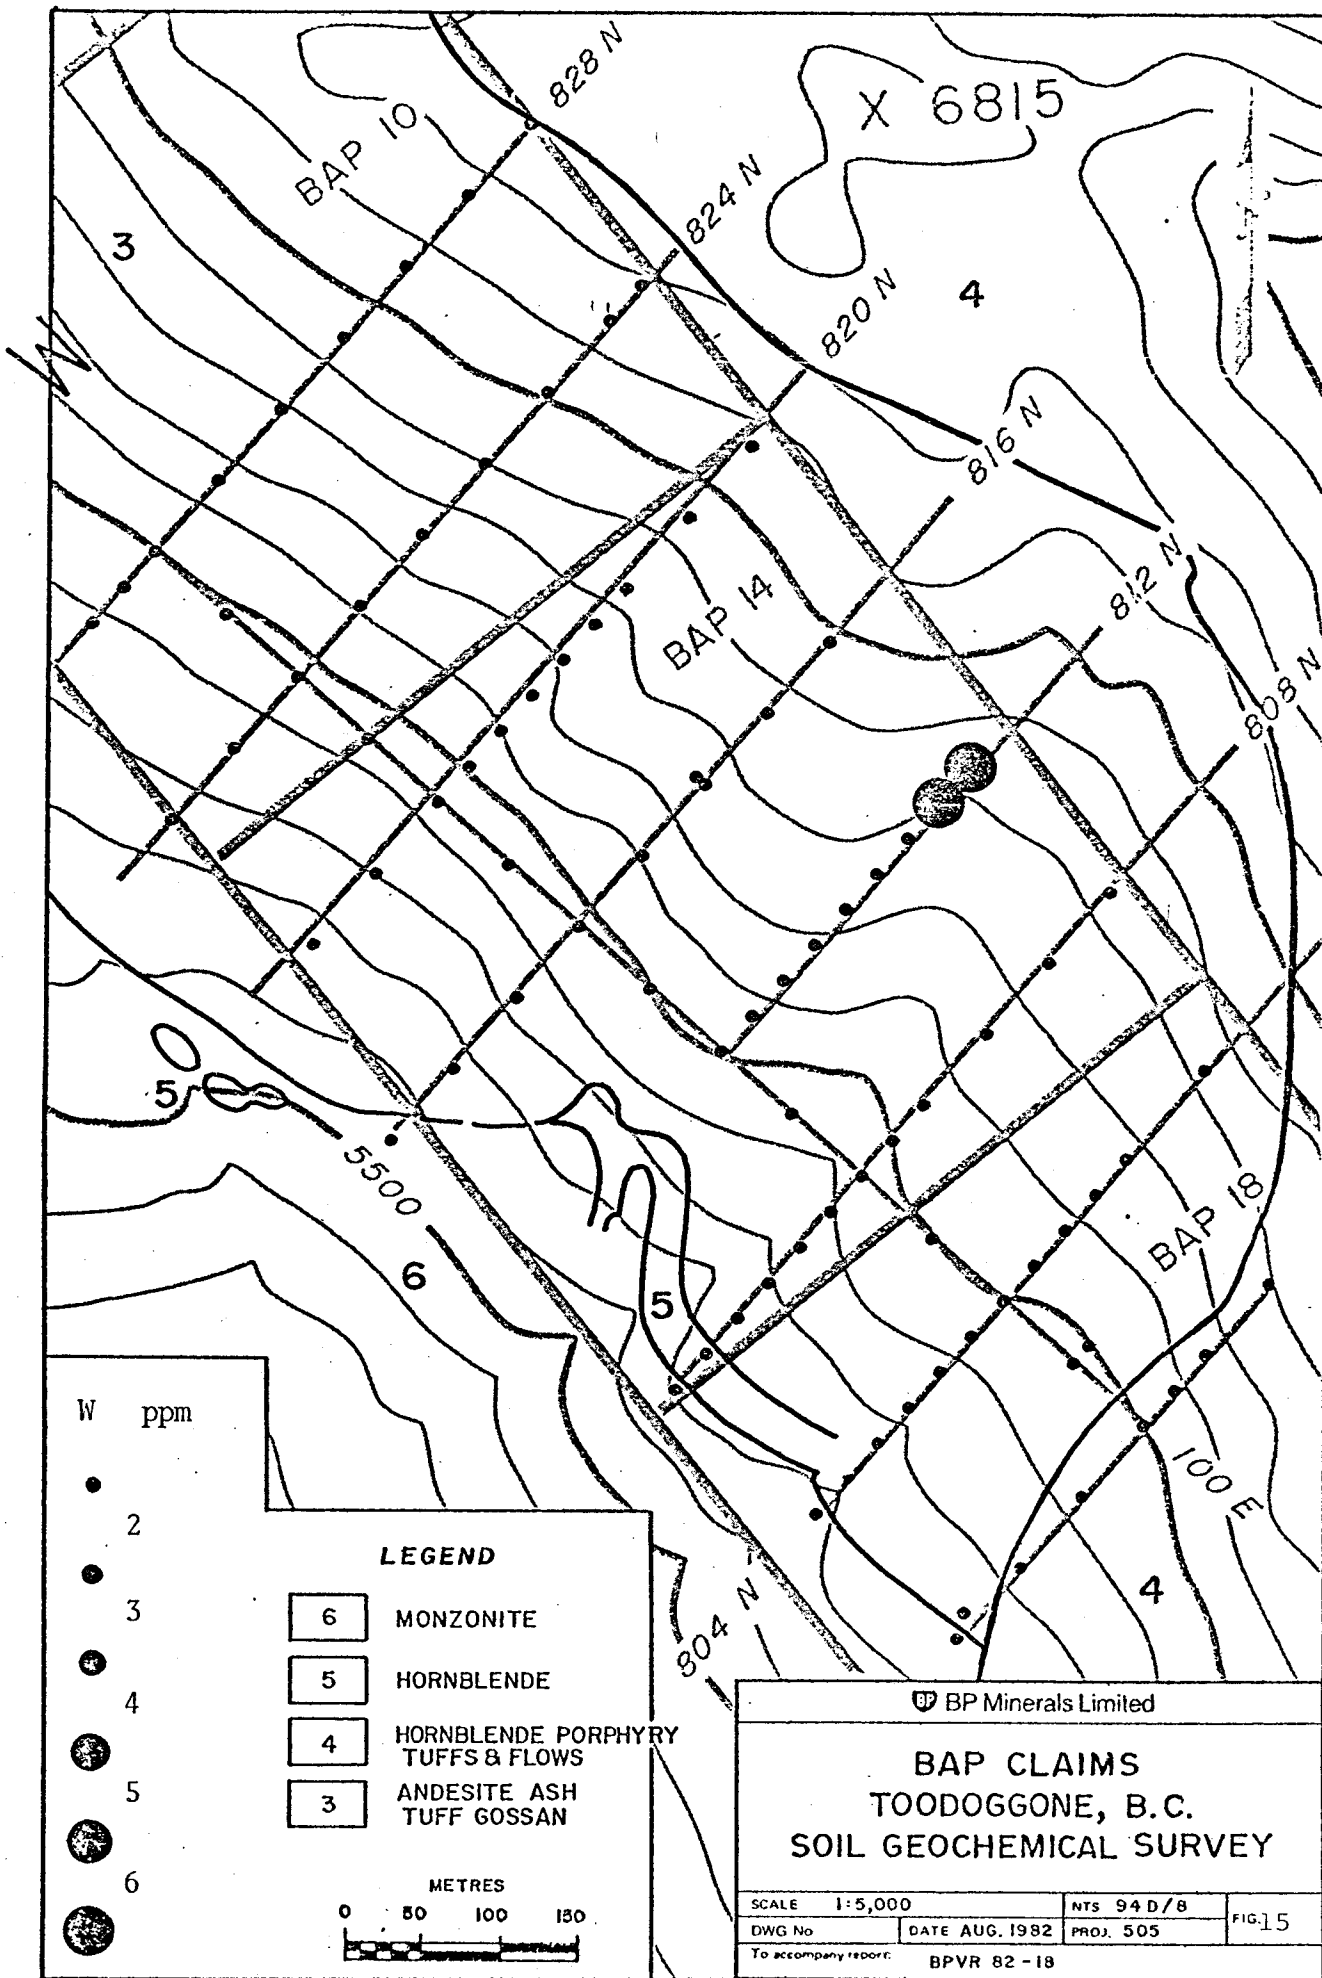 828 N
BAP 10
X 6815
824 N
3
820 N
4
816 N
812 N
BAP 14
808 N
5
5500
BAP 18
6
5
100 E
4
804 N
W ppm
2
3
4
5
6
LEGEND
6 MONZONITE
5 HORNBLENDE
4 HORNBLENDE PORPHYRY
TUFFS & FLOWS
3 ANDESITE ASH
TUFF GOSSAN
METRES
0 50 100 150
BP BP Minerals Limited
BAP CLAIMS
TOODOGGONE, B.C.
SOIL GEOCHEMICAL SURVEY
SCALE 1:5,000
NTS 94 D/8
FIG. 15
DWG No
DATE AUG. 1982
PROJ. 505
To accompany report:
BPVR 82-18